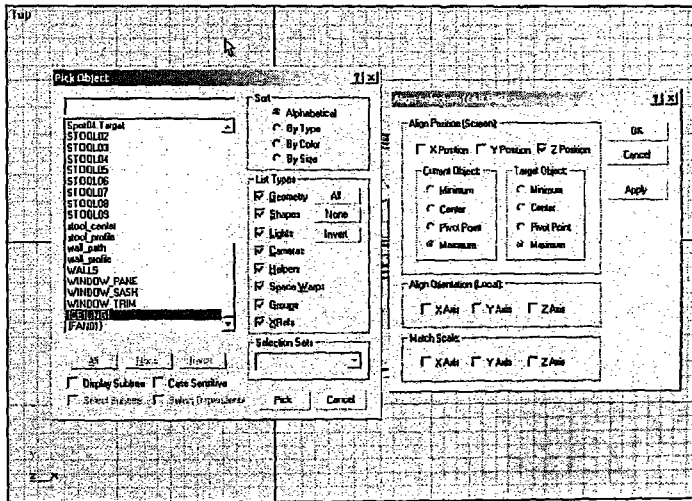 Top
Pick Object
Sort
Alphabetical
By Type
By Color
By Size
Spot04.Target
STOOL02
STOOL03
STOOL04
STOOL05
STOOL06
STOOL07
STOOL08
STOOL09
stool_center
stool_profile
wall_path
wall_profile
WALLS
WINDOW_PANE
WINDOW_SASH
WINDOW_TRIM
[CEILING]
[FAN01]
List Types
Geometry
Shapes
Lights
Cameras
Helpers
Space Warps
Groups
XRefs
All
None
Invert
Selection Sets
All
None
Invert
Display Subtree
Case Sensitive
Select Subtree
Select Dependents
Pick
Cancel
Align Position (Screen):
X Position
Y Position
Z Position
Current Object:
Minimum
Center
Pivot Point
Maximum
Target Object:
Minimum
Center
Pivot Point
Maximum
OK
Cancel
Apply
Align Orientation (Local):
X Axis
Y Axis
Z Axis
Match Scale:
X Axis
Y Axis
Z Axis